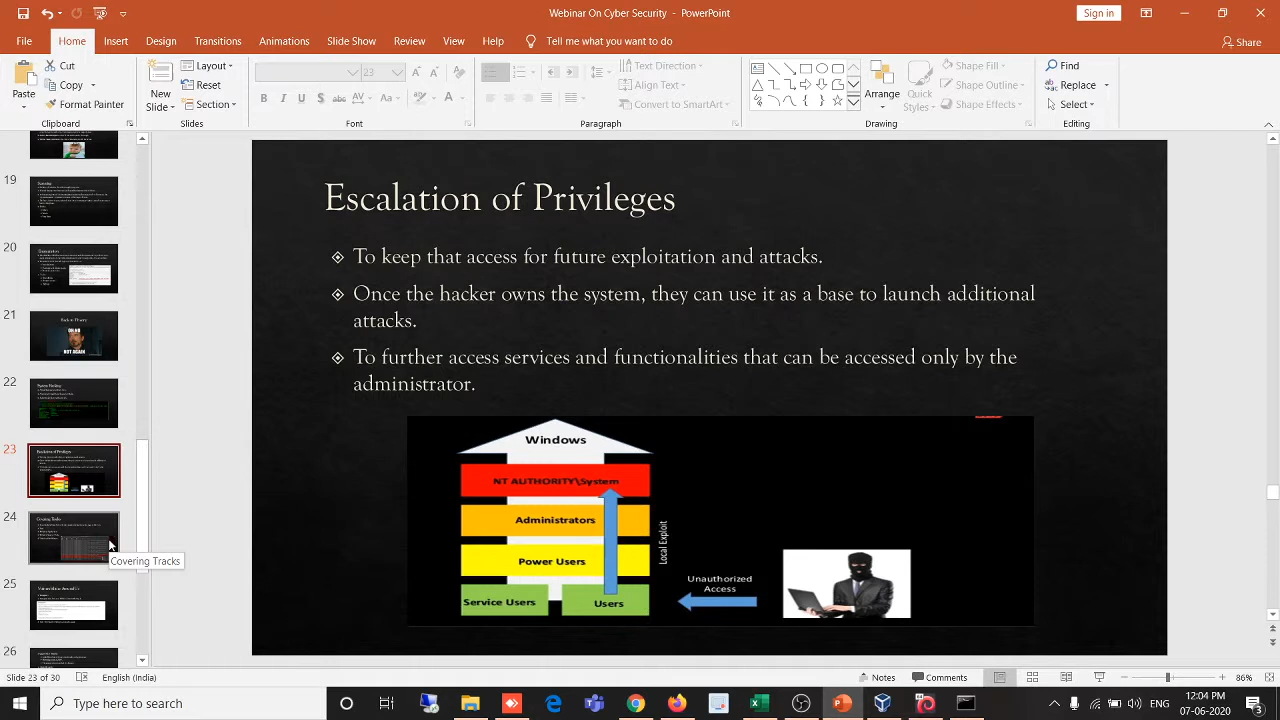 Webinar On Cyber Security - PowerPoint
Sign in
File Home Insert Design Transitions Animations Slide Show Review View Help Tell me what you want to do
Share
Paste
Cut
Copy
Format Painter
Clipboard
New
Slide
Layout
Reset
Section
Slides
23
Font
Text Direction
Align Text
Convert to SmartArt
Paragraph
Arrange
Quick
Styles
Shape Fill
Shape Outline
Shape Effects
Drawing
Find
Replace
Select
Editing
19
20
21
22
23
24
25
26
Covering Tracks
Escalation of Privileges
To keep the access for future exploitation and attacks.
Once the hacker owns the system, they can use it as a base to launch additional
attacks.
To further access services and functionalities that can be accessed only by the
administrator.
Windows
NT AUTHORITY\System
Administrators
Power Users
Service Users
Users
Local Exploit
Unauthorized
Access
Slide 23 of 30
English (India)
Notes
Comments
86%
Type here to search
ENG
12:04 PM
07-06-2020
3